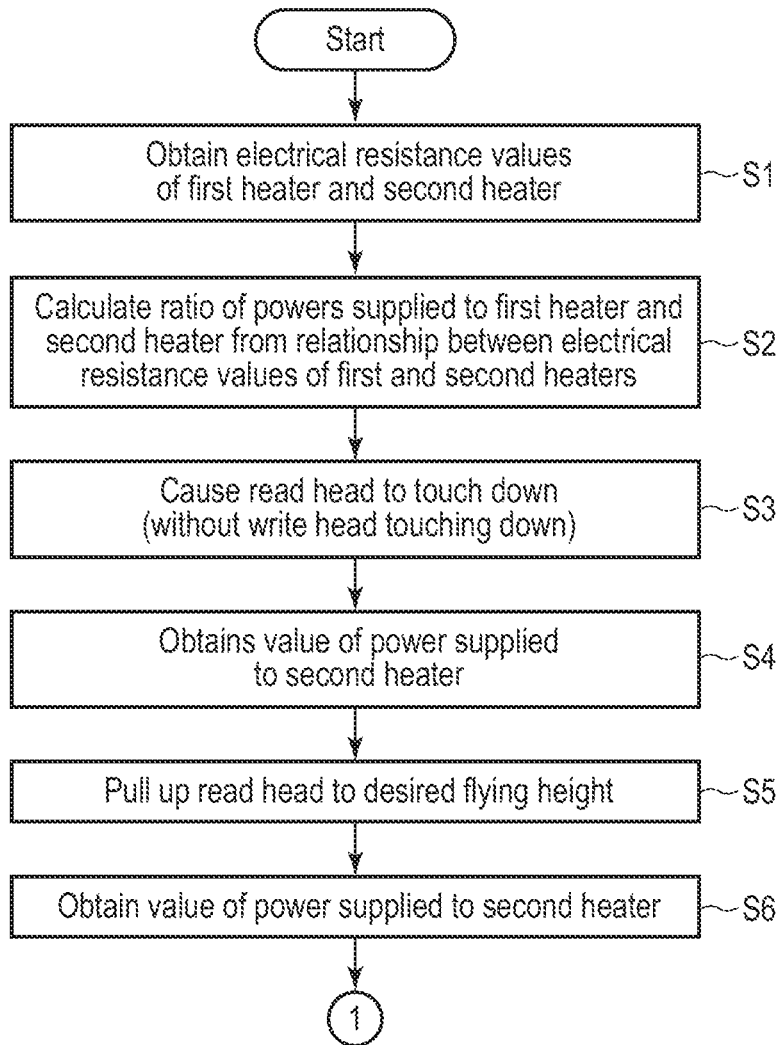 Start
Obtain electrical resistance values
of first heater and second heater
S1
Calculate ratio of powers supplied to first heater and
second heater from relationship between electrical
resistance values of first and second heaters
S2
Cause read head to touch down
(without write head touching down)
S3
Obtains value of power supplied
to second heater
S4
Pull up read head to desired flying height
S5
Obtain value of power supplied to second heater
S6
1